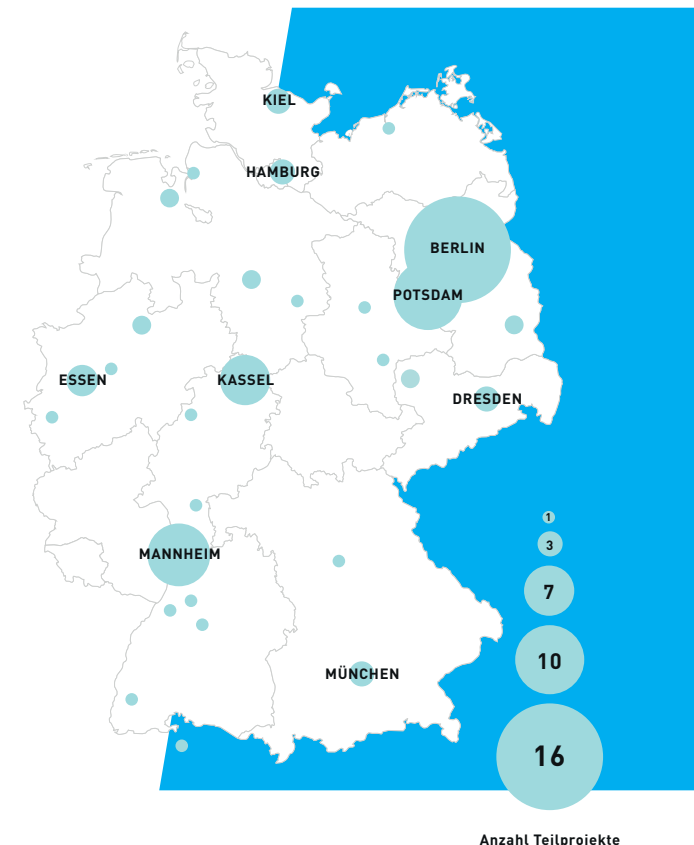 KIEL
HAMBURG
BERLIN
POTSDAM
ESSEN
KASSEL
DRESDEN
MANNHEIM
MÜNCHEN
1
3
7
10
16
Anzahl Teilprojekte